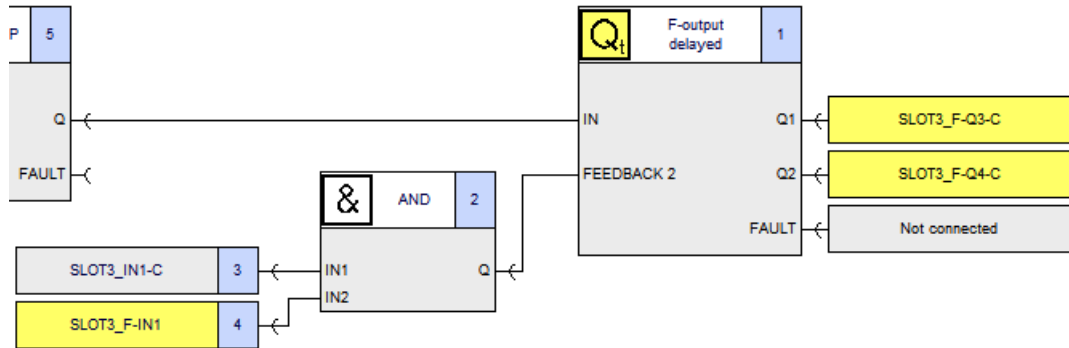 P 5
Q
FAULT
Qt F-output
delayed 1
IN Q1 SLOT3_F-Q3-C
FEEDBACK 2 Q2 SLOT3_F-Q4-C
FAULT Not connected
& AND 2
SLOT3_IN1-C 3 IN1 Q
IN2
SLOT3_F-IN1 4